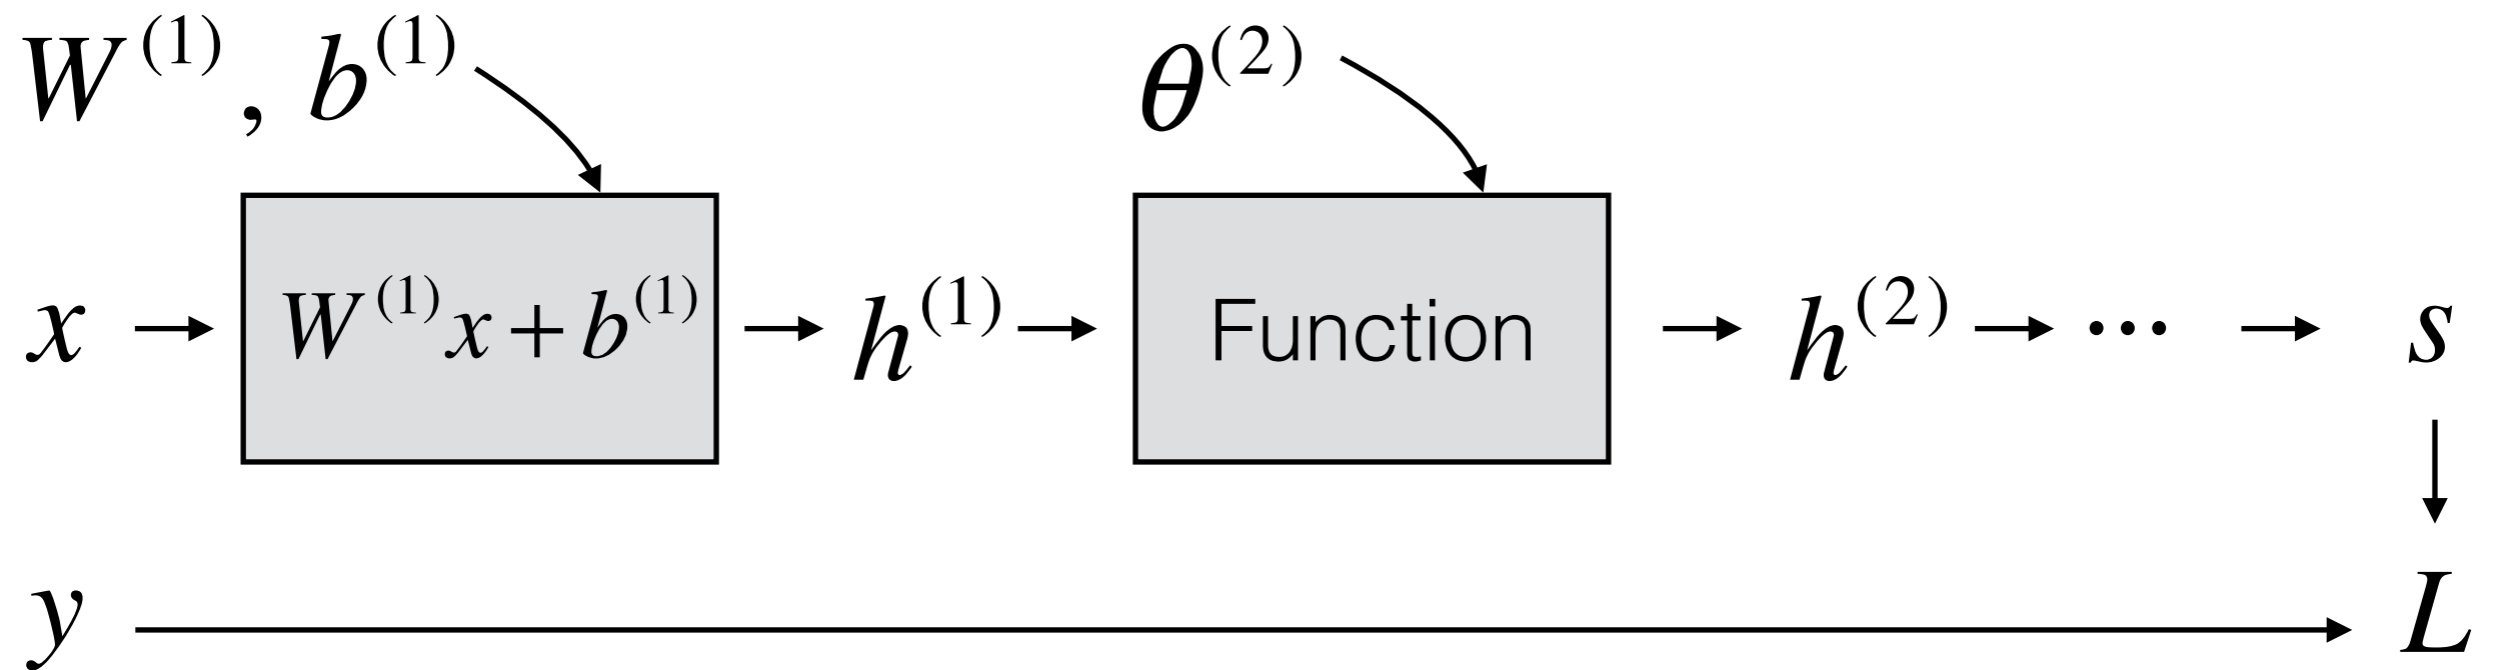 W^{(1)}, b^{(1)} θ^{(2)}
x W^{(1)}x + b^{(1)} h^{(1)} Function h^{(2)} ••• s
y L